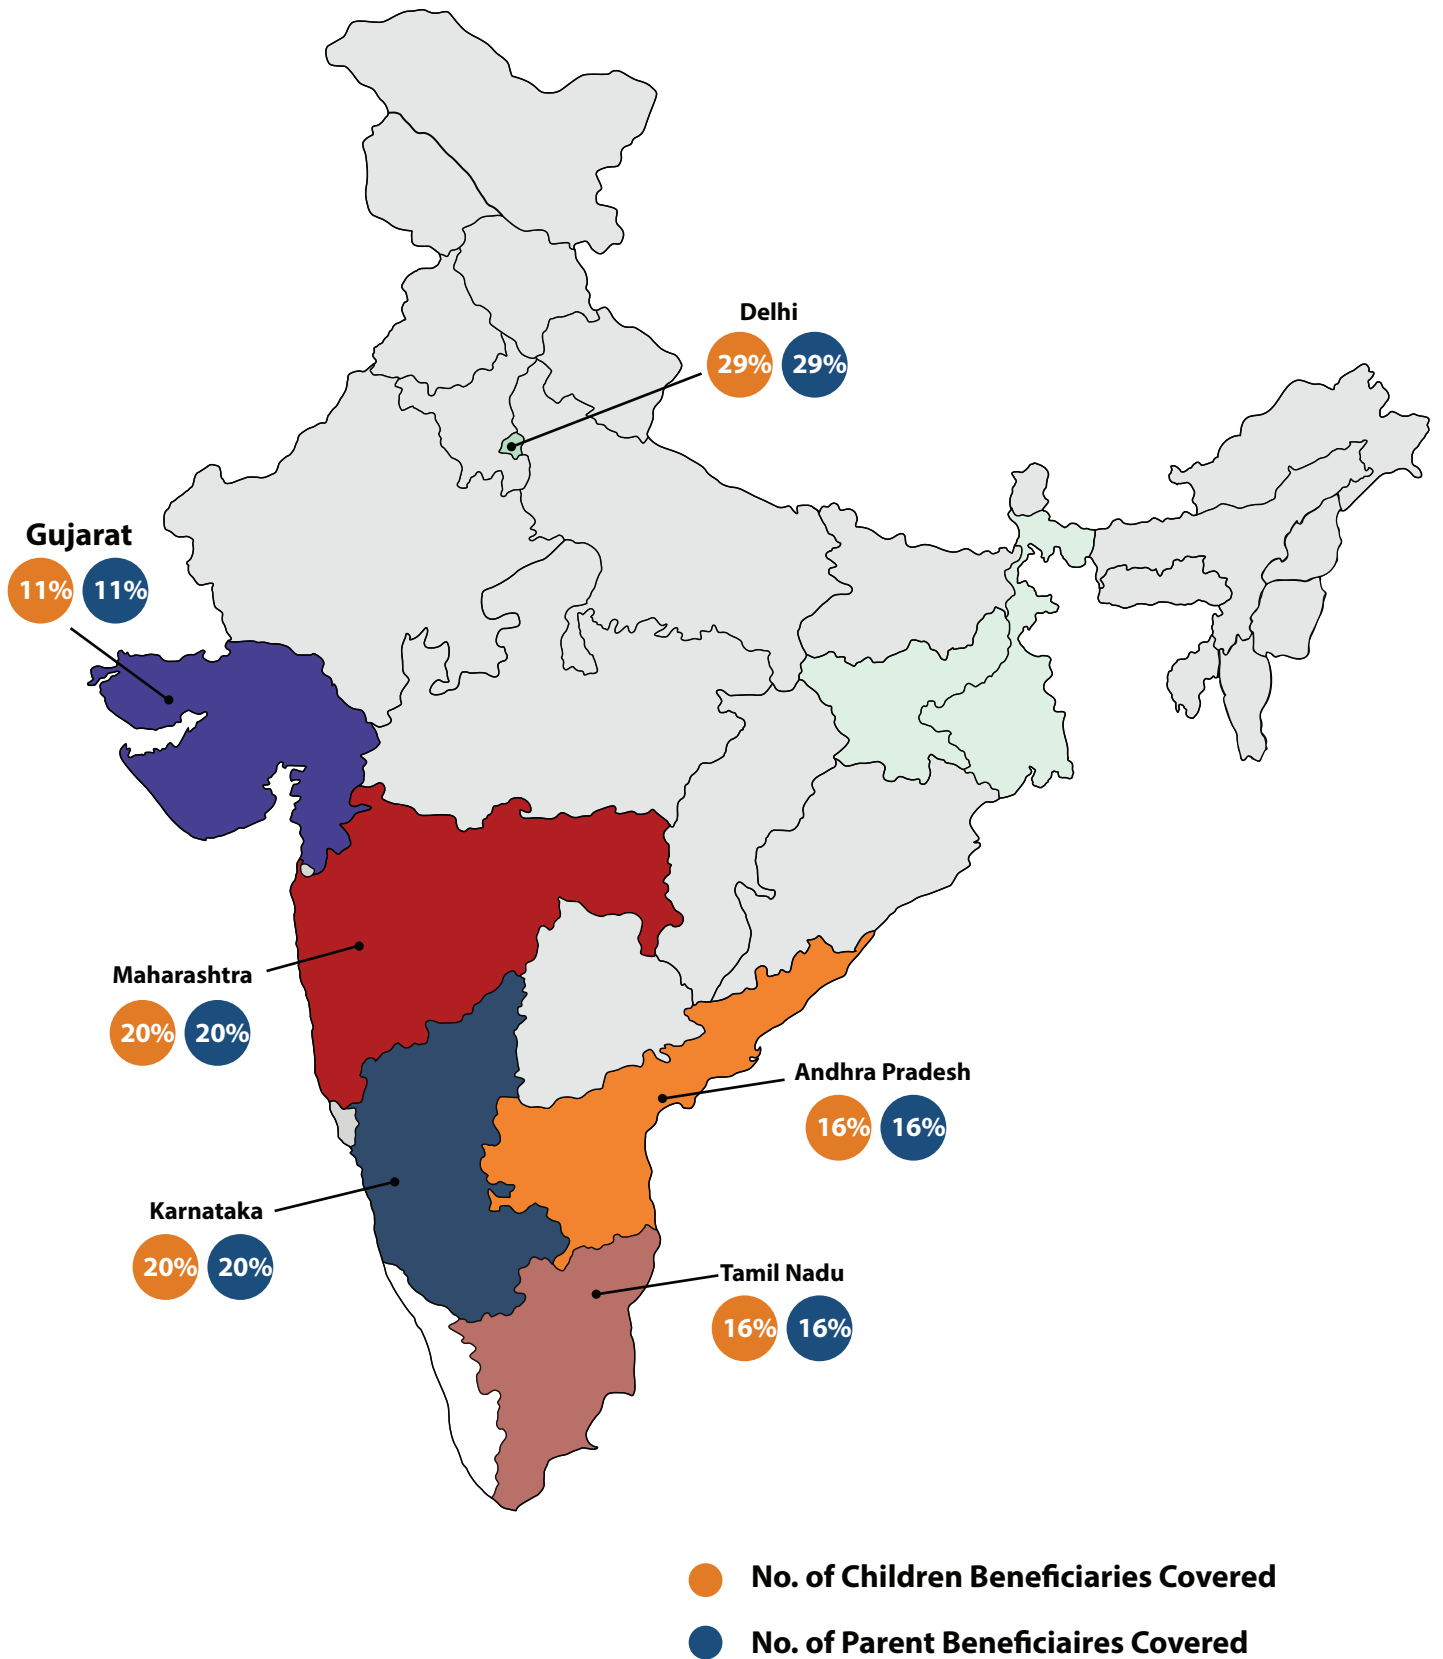 Delhi
29% 29%
Gujarat
11% 11%
Maharashtra
20% 20%
Andhra Pradesh
16% 16%
Karnataka
20% 20%
Tamil Nadu
16% 16%
No. of Children Beneficiaries Covered
No. of Parent Beneficiaires Covered